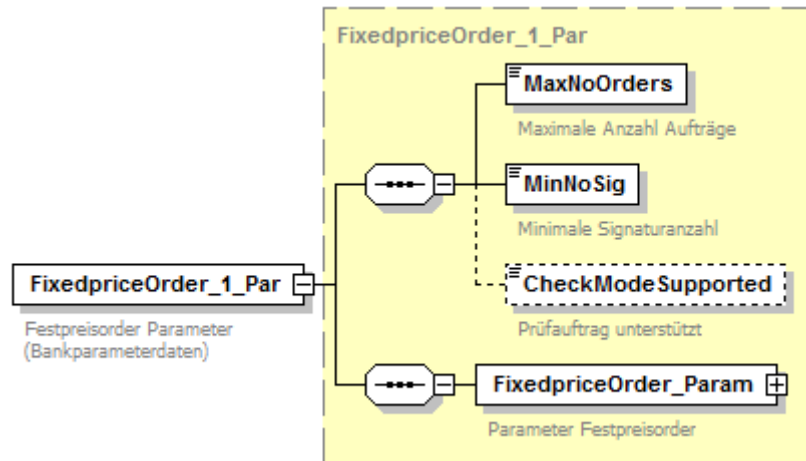 FixedpriceOrder_1_Par
MaxNoOrders
Maximale Anzahl Aufträge
MinNoSig
Minimale Signaturanzahl
CheckModeSupported
Prüfauftrag unterstützt
FixedpriceOrder_1_Par
Festpreisorder Parameter
(Bankparameterdaten)
FixedpriceOrder_Param
Parameter Festpreisorder